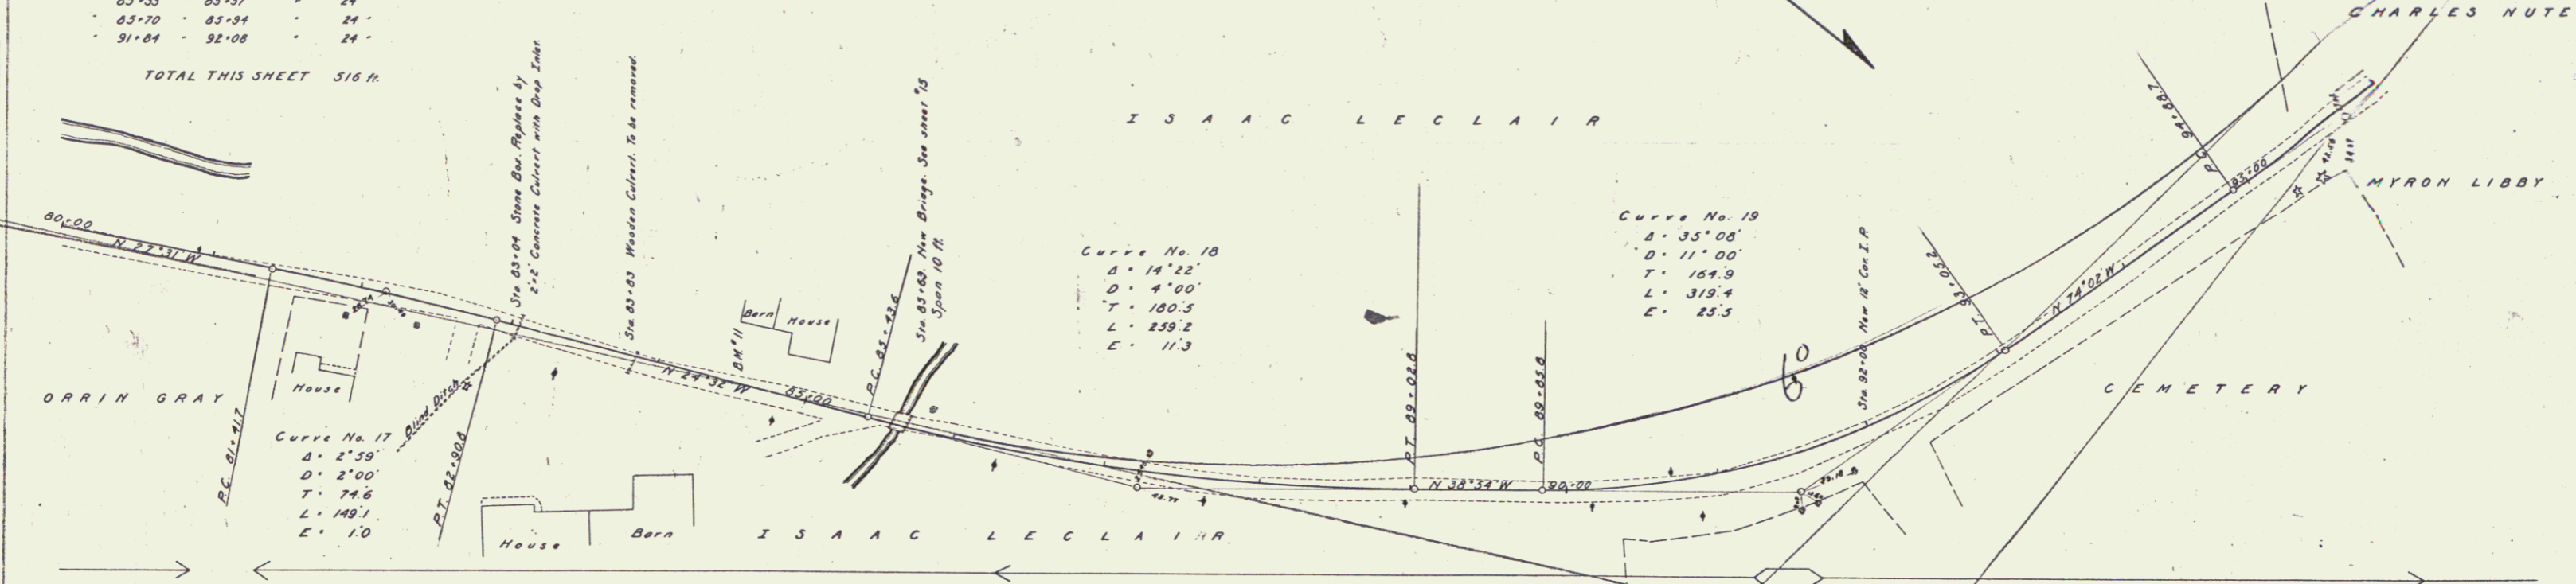 85+70 - 85+94 " 24 "
" 91+84 - 92+08 " 24 "
TOTAL THIS SHEET 516 ft.
CHARLES NUTE
MYRON LIBBY
ISAAC LECLAIR
80+00
N 27°31' W
Sta. 83+04 Stone Box. Replace by
2'x2' Concrete Culvert with Drop Inlet.
Sta. 83+83 Wooden Culvert. To be removed.
B.M. #11
Barn
House
P.C. 85+43.6
Sta. 85+63. New Bridge. See sheet #15
Span 10 ft.
Curve No. 18
Δ = 14°22'
D = 4°00'
T = 180.5
L = 259.2
E = 11.3
Curve No. 19
Δ = 35°08'
D = 11°00'
T = 164.9
L = 319.4
E = 25.5
Sta. 92+00 New 12" Cor. I.P.
P.T. 93+05.2
P.C. 94+88.7
N 74°02' W
60
CEMETERY
ORRIN GRAY
House
Blind Ditch
N 24°32' W
85+00
P.T. 89+02.8
P.C. 89+85.8
N 38°54' W
90+00
P.C. 81+41.7
P.T. 82+90.8
Curve No. 17
Δ = 2°59'
D = 2°00'
T = 74.6
L = 149.1
E = 1.0
House
Barn
42.77
ISAAC LECLAIR